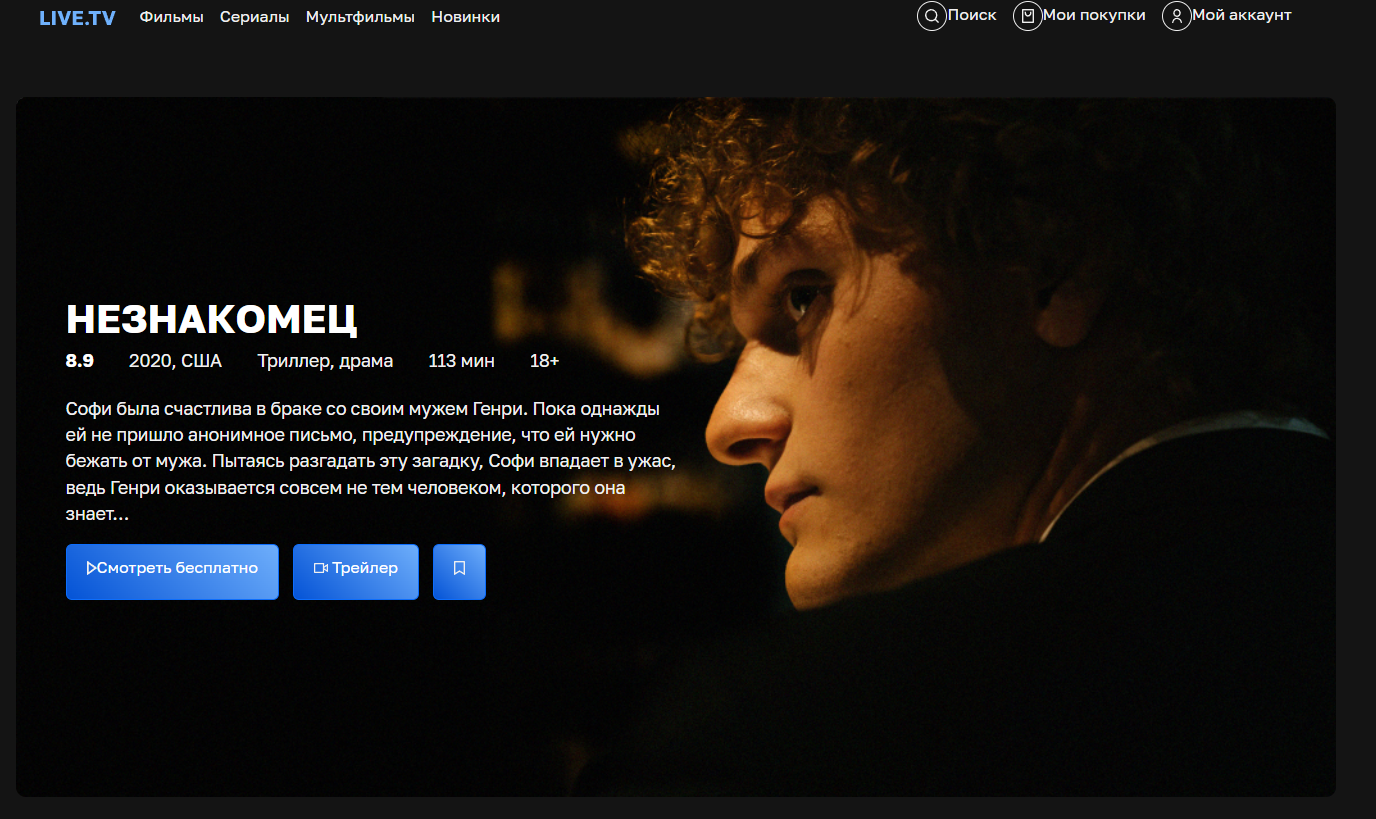 LIVE.TV Фильмы Сериалы Мультфильмы Новинки Поиск Мои покупки Мой аккаунт
НЕЗНАКОМЕЦ
8.9 2020, США Триллер, драма 113 мин 18+
Софи была счастлива в браке со своим мужем Генри. Пока однажды
ей не пришло анонимное письмо, предупреждение, что ей нужно
бежать от мужа. Пытаясь разгадать эту загадку, Софи впадает в ужас,
ведь Генри оказывается совсем не тем человеком, которого она
знает...
Смотреть бесплатно Трейлер